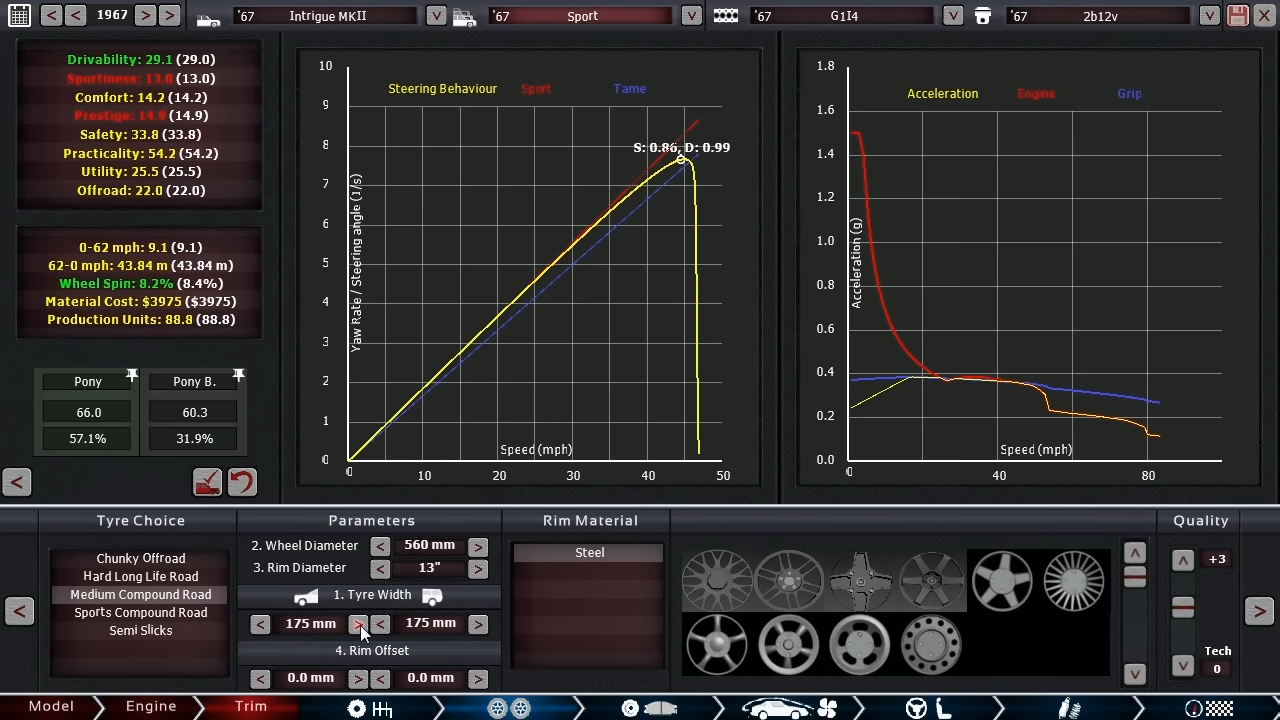 1967
'67 Intrigue MKII
'67 Sport
'67 G1I4
'67 2b12v
Drivability: 29.1 (29.0)
Sportiness: 13.0 (13.0)
Comfort: 14.2 (14.2)
Prestige: 14.9 (14.9)
Safety: 33.8 (33.8)
Practicality: 54.2 (54.2)
Utility: 25.5 (25.5)
Offroad: 22.0 (22.0)
0-62 mph: 9.1 (9.1)
62-0 mph: 43.84 m (43.84 m)
Wheel Spin: 8.2% (8.4%)
Material Cost: $3975 ($3975)
Production Units: 88.8 (88.8)
Pony
Pony B.
66.0
60.3
57.1%
31.9%
Steering Behaviour
Sport
Tame
S: 0.86, D: 0.99
Yaw Rate / Steering angle (1/s)
10
9
8
7
6
5
4
3
2
1
0
0
10
20
30
40
50
Speed (mph)
Acceleration
Engine
Grip
Acceleration (g)
1.8
1.6
1.4
1.2
1.0
0.8
0.6
0.4
0.2
0.0
0
40
80
Speed (mph)
Tyre Choice
Chunky Offroad
Hard Long Life Road
Medium Compound Road
Sports Compound Road
Semi Slicks
Parameters
2. Wheel Diameter < 560 mm >
3. Rim Diameter < 13" >
1. Tyre Width
< 175 mm > < 175 mm >
4. Rim Offset
< 0.0 mm > < 0.0 mm >
Rim Material
Steel
Quality
+3
Tech
0
Model
Engine
Trim